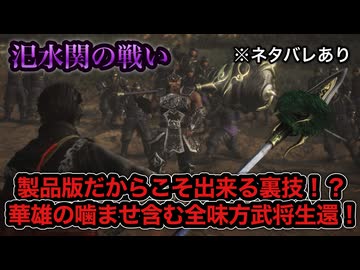 汜水関の戦い
※ネタバレあり
製品版だからこそ出来る裏技！？
華雄の噛ませ含む全味方武将生還！